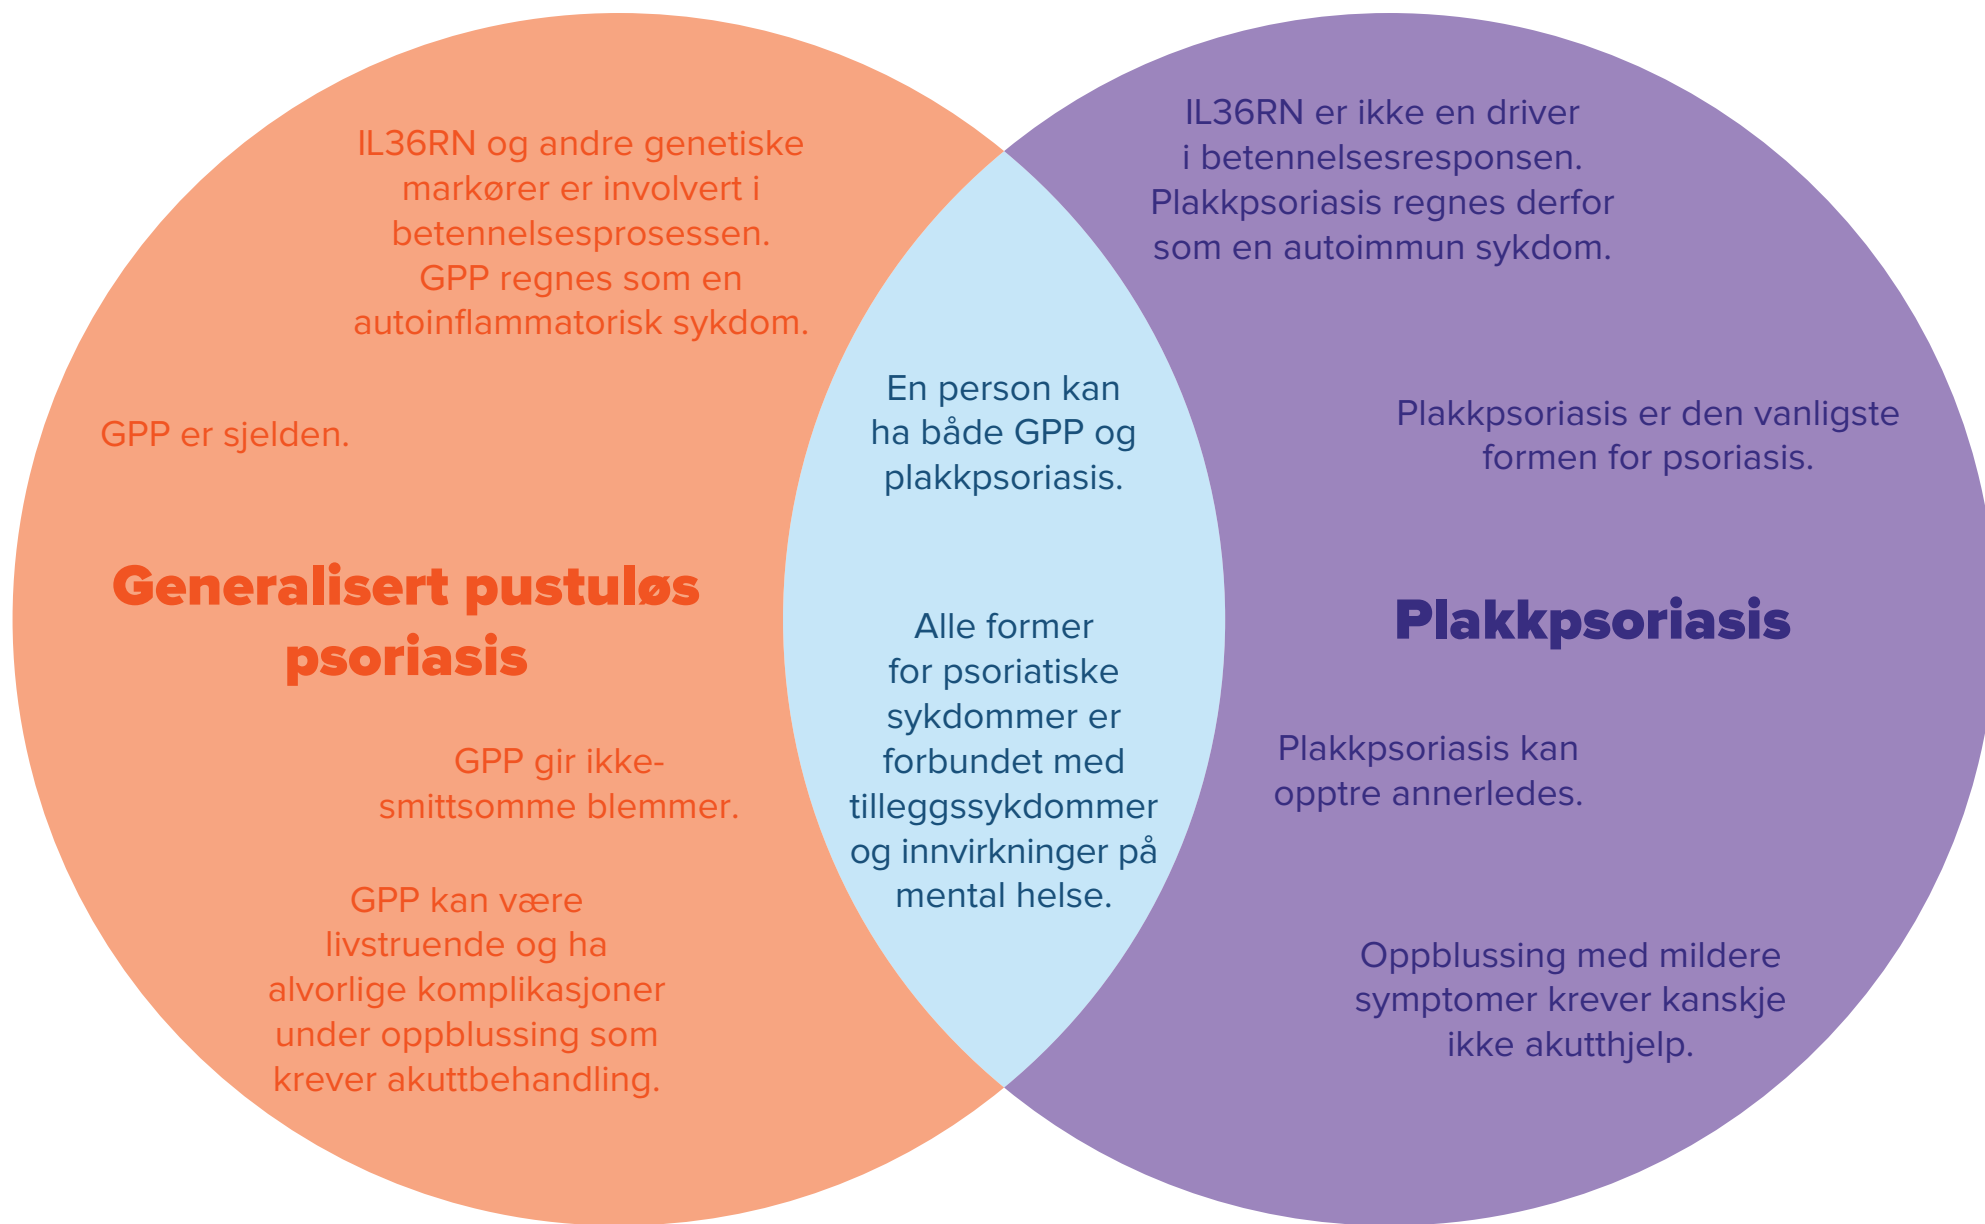 IL36RN og andre genetiske
markører er involvert i
betennelsesprosessen.
GPP regnes som en
autoinflammatorisk sykdom.
GPP er sjelden.
Generalisert pustuløs
psoriasis
GPP gir ikke-
smittsomme blemmer.
GPP kan være
livstruende og ha
alvorlige komplikasjoner
under oppblussing som
krever akuttbehandling.
En person kan
ha både GPP og
plakkpsoriasis.
Alle former
for psoriatiske
sykdommer er
forbundet med
tilleggssykdommer
og innvirkninger på
mental helse.
IL36RN er ikke en driver
i betennelsesresponsen.
Plakkpsoriasis regnes derfor
som en autoimmun sykdom.
Plakkpsoriasis er den vanligste
formen for psoriasis.
Plakkpsoriasis
Plakkpsoriasis kan
opptre annerledes.
Oppblussing med mildere
symptomer krever kanskje
ikke akutthjelp.